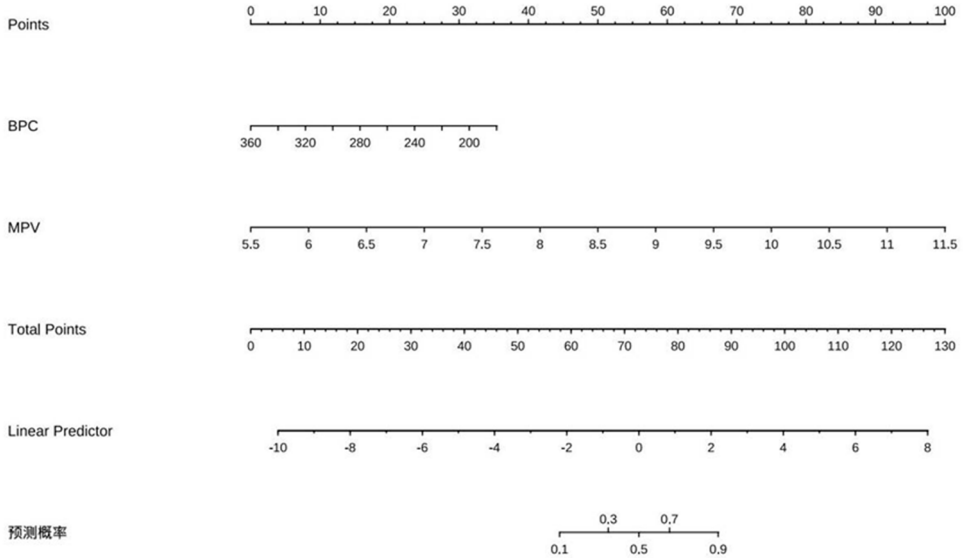 0 10 20 30 40 50 60 70 80 90 100
Points
BPC
360 320 280 240 200
MPV
5.5 6 6.5 7 7.5 8 8.5 9 9.5 10 10.5 11 11.5
Total Points
0 10 20 30 40 50 60 70 80 90 100 110 120 130
Linear Predictor
-10 -8 -6 -4 -2 0 2 4 6 8
0.3 0.7
预测概率
0.1 0.5 0.9